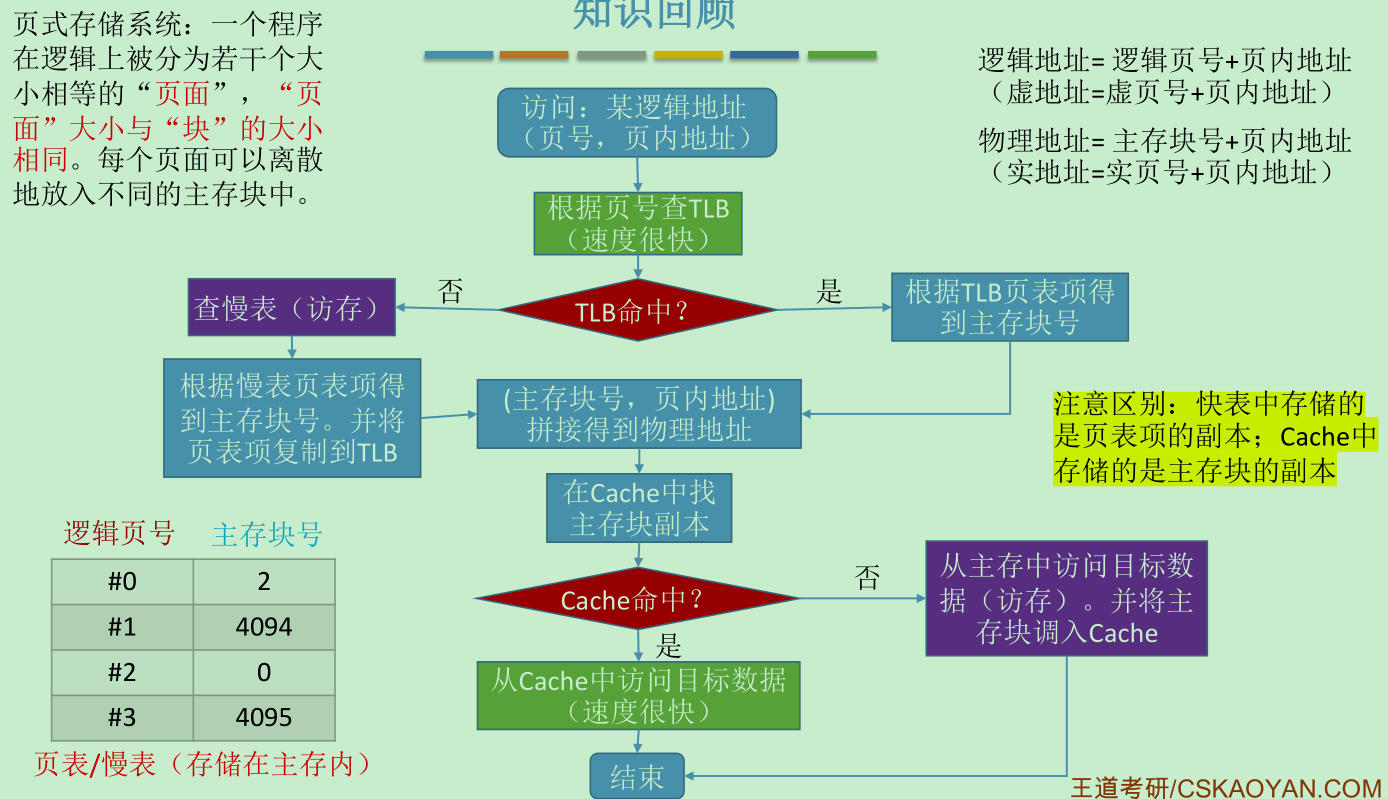 知识回顾
页式存储系统：一个程序
在逻辑上被分为若干个大
小相等的“页面”，“页
面”大小与“块”的大小
相同。每个页面可以离散
地放入不同的主存块中。
逻辑地址= 逻辑页号+页内地址
（虚地址=虚页号+页内地址）
物理地址= 主存块号+页内地址
（实地址=实页号+页内地址）
访问：某逻辑地址
（页号，页内地址）
根据页号查TLB
（速度很快）
TLB命中？
否
是
查慢表（访存）
根据TLB页表项得
到主存块号
根据慢表页表项得
到主存块号。并将
页表项复制到TLB
(主存块号，页内地址)
拼接得到物理地址
注意区别：快表中存储的
是页表项的副本；Cache中
存储的是主存块的副本
在Cache中找
主存块副本
Cache命中？
否
是
从主存中访问目标数
据（访存）。并将主
存块调入Cache
从Cache中访问目标数据
（速度很快）
结束
逻辑页号 主存块号
#0 2
#1 4094
#2 0
#3 4095
页表/慢表（存储在主存内）
王道考研/CSKAOYAN.COM